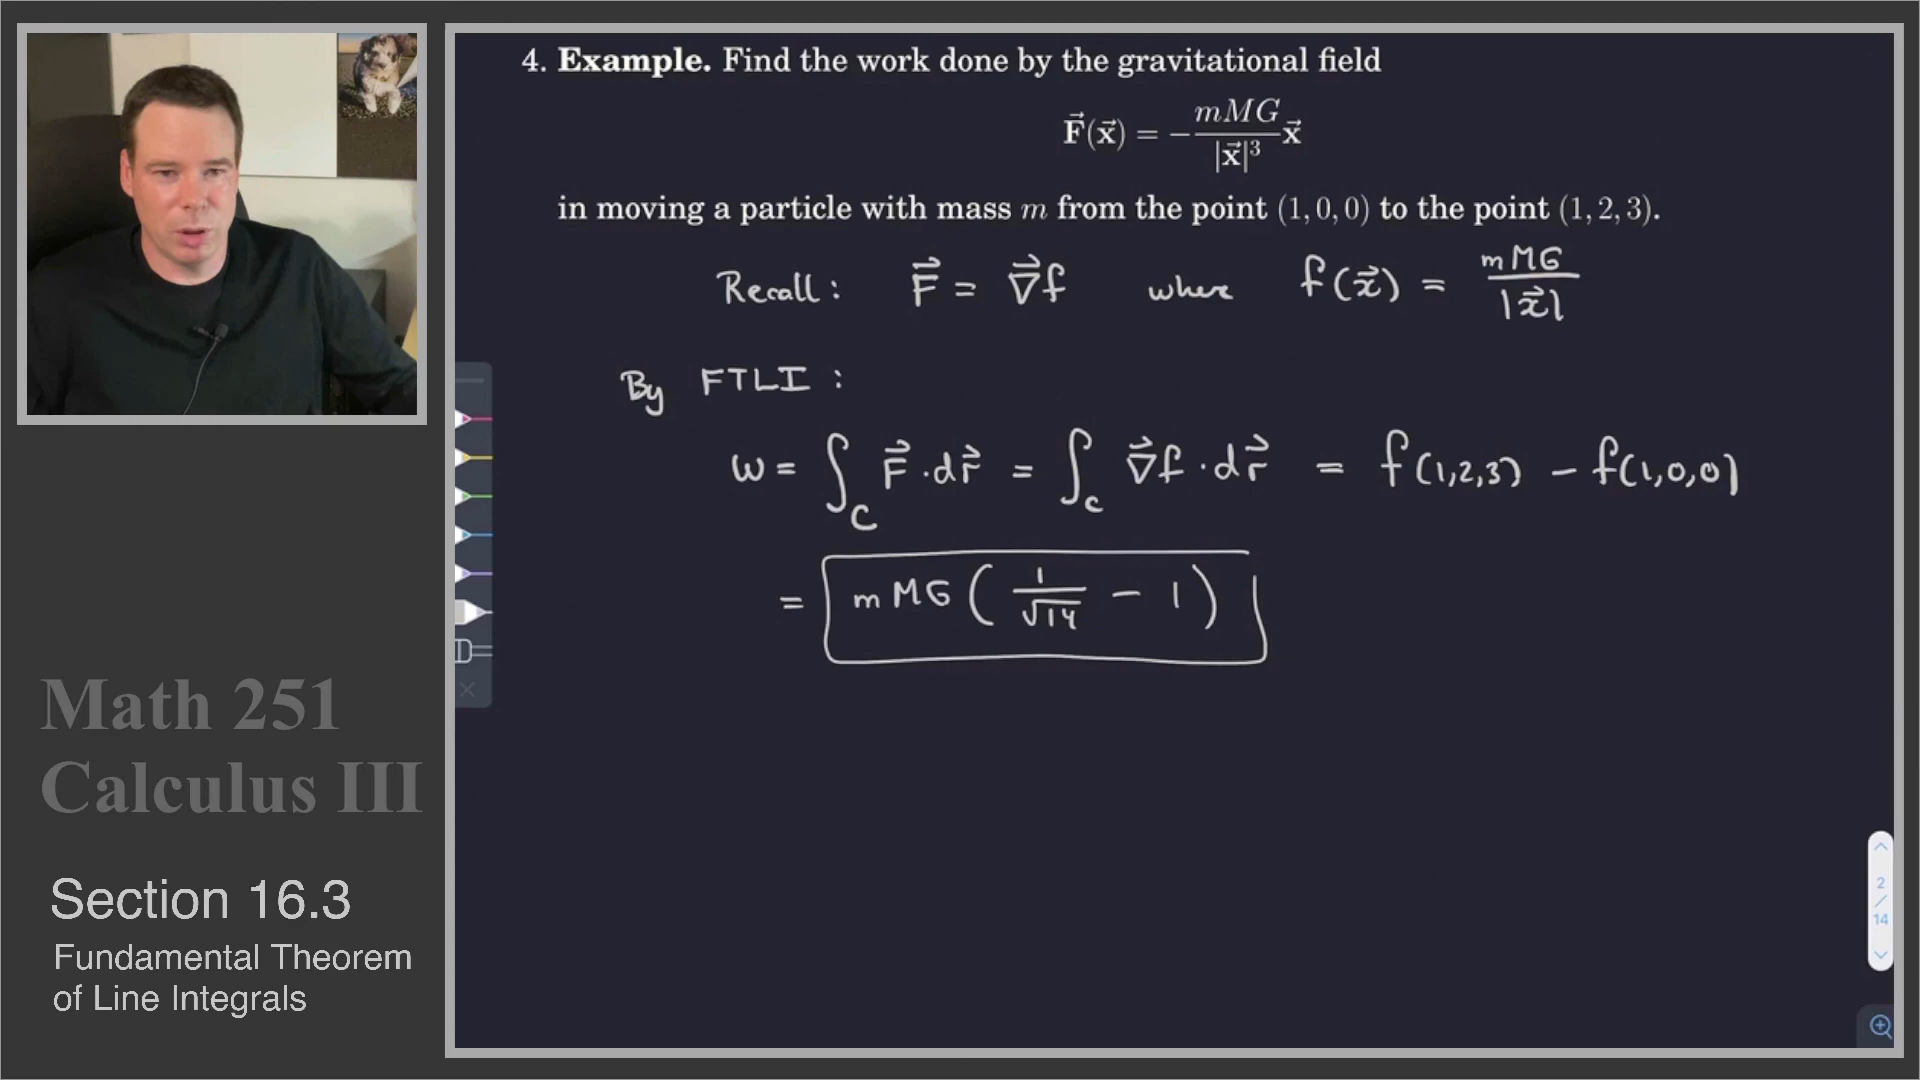 4. Example. Find the work done by the gravitational field
F⃗(x⃗) = −mMG/|x⃗|³ x⃗
in moving a particle with mass m from the point (1, 0, 0) to the point (1, 2, 3).
Recall: F⃗ = ∇⃗f where f(x⃗) = mMG/|x⃗|
By FTLI:
W = ∫_C F⃗ · dr⃗ = ∫_C ∇⃗f · dr⃗ = f(1,2,3) − f(1,0,0)
= mMG(1/√14 − 1)
Math 251
Calculus III
Section 16.3
Fundamental Theorem
of Line Integrals
2
/
14